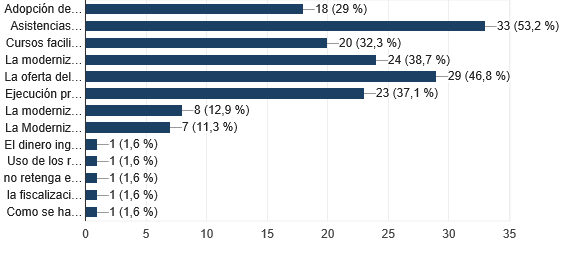 Adopción de... 18 (29 %)
Asistencias... 33 (53,2 %)
Cursos facili... 20 (32,3 %)
La moderniz... 24 (38,7 %)
La oferta del... 29 (46,8 %)
Ejecución pr... 23 (37,1 %)
La moderniz... 8 (12,9 %)
La Moderniz... 7 (11,3 %)
El dinero ing... 1 (1,6 %)
Uso de los r... 1 (1,6 %)
no retenga e... 1 (1,6 %)
la fiscalizaci... 1 (1,6 %)
Como se ha... 1 (1,6 %)
0 5 10 15 20 25 30 35